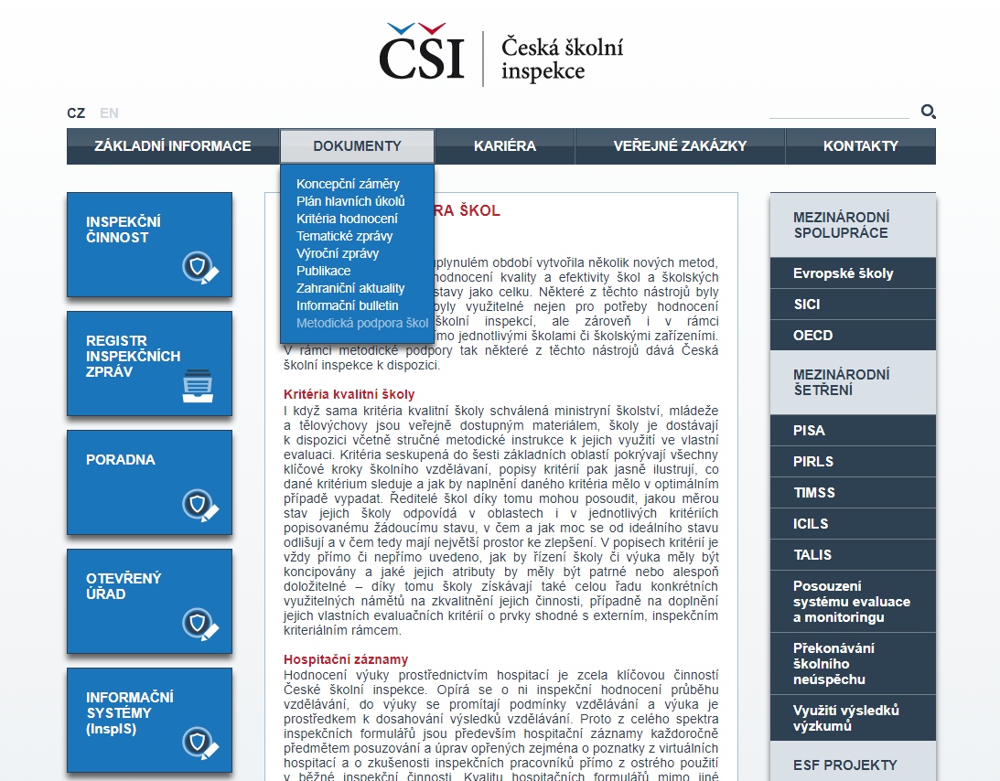 ČŠI
Česká školní
inspekce
CZ EN
ZÁKLADNÍ INFORMACE
DOKUMENTY
KARIÉRA
VEŘEJNÉ ZAKÁZKY
KONTAKTY
Koncepční záměry
Plán hlavních úkolů
Kritéria hodnocení
Tematické zprávy
Výroční zprávy
Publikace
Zahraniční aktuality
Informační bulletin
Metodická podpora škol
INSPEKČNÍ
ČINNOST
REGISTR
INSPEKČNÍCH
ZPRÁV
PORADNA
OTEVŘENÝ
ÚŘAD
INFORMAČNÍ
SYSTÉMY
(InspIS)
RA ŠKOL
uplynulém období vytvořila několik nových metod,
hodnocení kvality a efektivity škol a školských
stavy jako celku. Některé z těchto nástrojů byly
byly využitelné nejen pro potřeby hodnocení
školní inspekcí, ale zároveň i v rámci
mo jednotlivými školami či školskými zařízeními.
V rámci metodické podpory tak některé z těchto nástrojů dává Česká
školní inspekce k dispozici.
Kritéria kvalitní školy
I když sama kritéria kvalitní školy schválená ministryní školství, mládeže
a tělovýchovy jsou veřejně dostupným materiálem, školy je dostávají
k dispozici včetně stručné metodické instrukce k jejich využití ve vlastní
evaluaci. Kritéria seskupená do šesti základních oblastí pokrývají všechny
klíčové kroky školního vzdělávaní, popisy kritérií pak jasně ilustrují, co
dané kritérium sleduje a jak by naplnění daného kritéria mělo v optimálním
případě vypadat. Ředitelé škol díky tomu mohou posoudit, jakou měrou
stav jejich školy odpovídá v oblastech i v jednotlivých kritériích
popisovanému žádoucímu stavu, v čem a jak moc se od ideálního stavu
odlišují a v čem tedy mají největší prostor ke zlepšení. V popisech kritérií je
vždy přímo či nepřímo uvedeno, jak by řízení školy či výuka měly být
koncipovány a jaké jejich atributy by měly být patrné nebo alespoň
doložitelné – díky tomu školy získávají také celou řadu konkrétních
využitelných námětů na zkvalitnění jejich činnosti, případně na doplnění
jejich vlastních evaluačních kritérií o prvky shodné s externím, inspekčním
kriteriálním rámcem.
Hospitační záznamy
Hodnocení výuky prostřednictvím hospitací je zcela klíčovou činností
České školní inspekce. Opírá se o ni inspekční hodnocení průběhu
vzdělávání, do výuky se promítají podmínky vzdělávání a výuka je
prostředkem k dosahování výsledků vzdělávání. Proto z celého spektra
inspekčních formulářů jsou především hospitační záznamy každoročně
předmětem posuzování a úprav opřených zejména o poznatky z virtuálních
hospitací a o zkušenosti inspekčních pracovníků přímo z ostrého použití
v běžné inspekční činnosti. Kvalitu hospitačních formulářů mimo jiné
MEZINÁRODNÍ
SPOLUPRÁCE
Evropské školy
SICI
OECD
MEZINÁRODNÍ
ŠETŘENÍ
PISA
PIRLS
TIMSS
ICILS
TALIS
Posouzení
systému evaluace
a monitoringu
Překonávání
školního
neúspěchu
Využití výsledků
výzkumů
ESF PROJEKTY